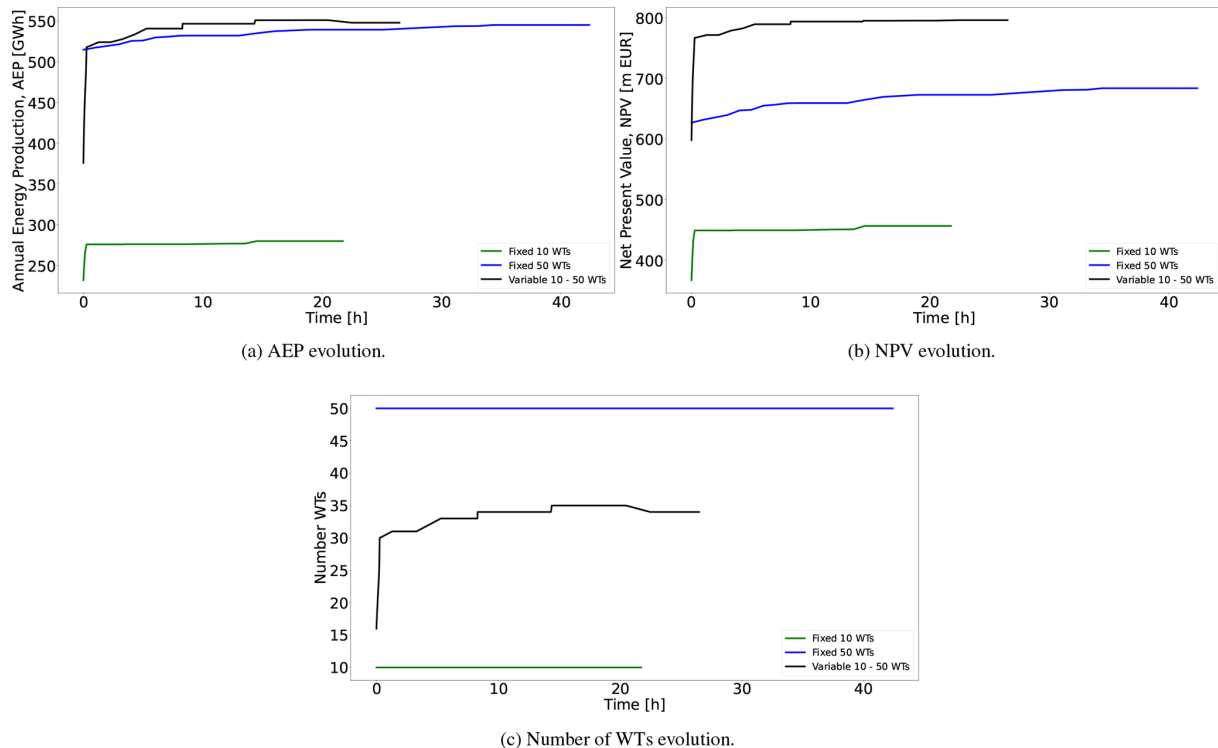 Annual Energy Production, AEP [GWh]
550
500
450
400
350
300
250
0
10
20
30
40
Time [h]
Fixed 10 WTs
Fixed 50 WTs
Variable 10 - 50 WTs
(a) AEP evolution.
Net Present Value, NPV [m EUR]
800
700
600
500
400
0
10
20
30
40
Time [h]
Fixed 10 WTs
Fixed 50 WTs
Variable 10 - 50 WTs
(b) NPV evolution.
Number WTs
50
45
40
35
30
25
20
15
10
0
10
20
30
40
Time [h]
Fixed 10 WTs
Fixed 50 WTs
Variable 10 - 50 WTs
(c) Number of WTs evolution.